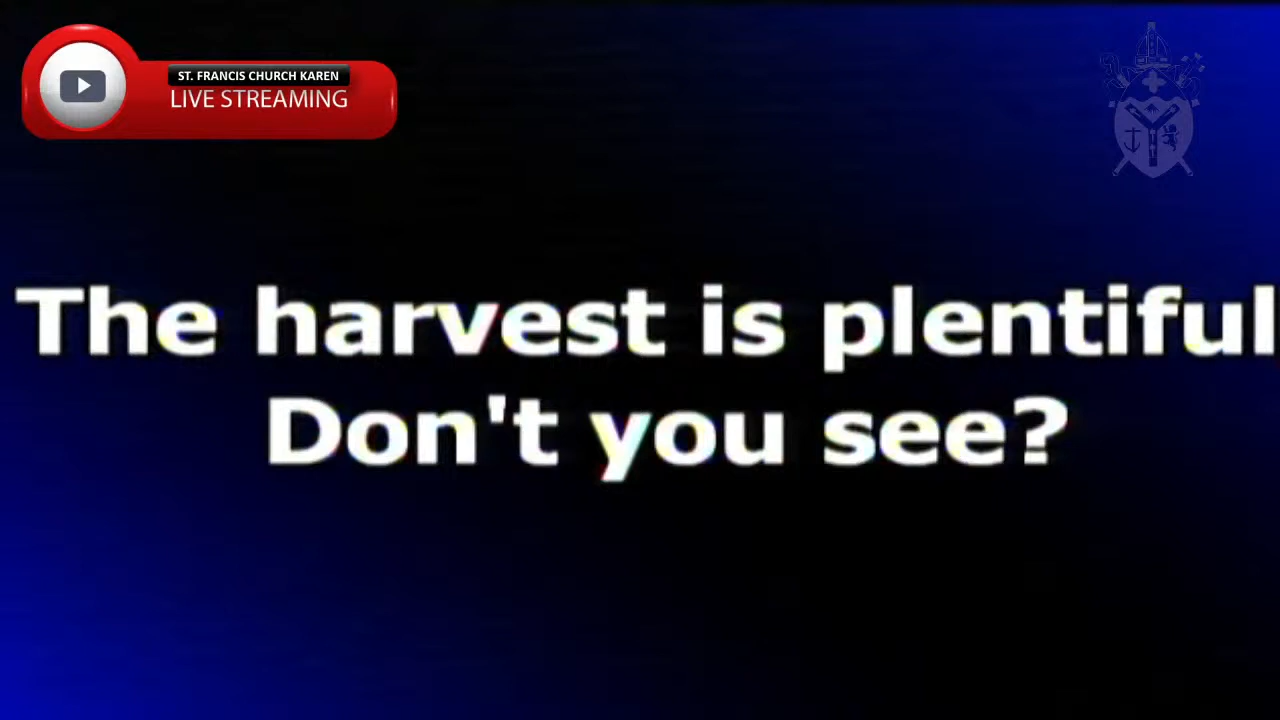 ST. FRANCIS CHURCH KAREN
LIVE STREAMING
The harvest is plentiful
Don't you see?